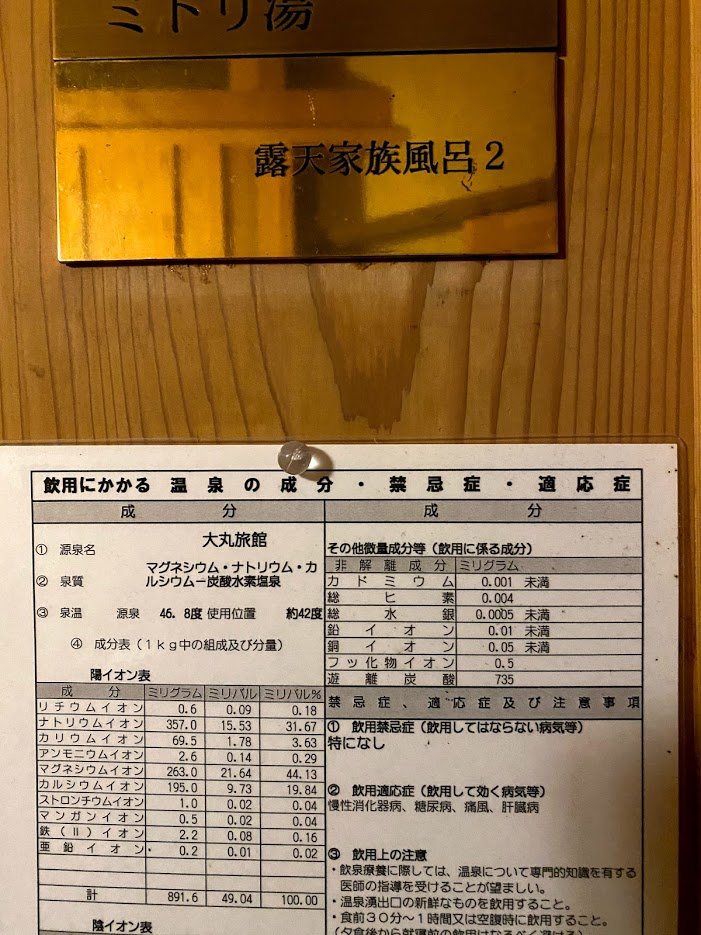 ミドリ湯
露天家族風呂2
飲用にかかる 温泉の成分・禁忌症・適応症
成分
① 源泉名 大丸旅館
② 泉質 マグネシウム・ナトリウム・カ
ルシウムー炭酸水素塩泉
③ 泉温 源泉 46.8度 使用位置 約42度
④ 成分表(1kg中の組成及び分量)
陽イオン表
成分 ミリグラム ミリバル ミリバル%
リチウムイオン 0.6 0.09 0.18
ナトリウムイオン 357.0 15.53 31.67
カリウムイオン 69.5 1.78 3.63
アンモニウムイオン 2.6 0.14 0.29
マグネシウムイオン 263.0 21.64 44.13
カルシウムイオン 195.0 9.73 19.84
ストロンチウムイオン 1.0 0.02 0.04
マンガンイオン 0.5 0.02 0.04
鉄(II)イオン 2.2 0.08 0.16
亜鉛イオン 0.2 0.01 0.02
計 891.6 49.04 100.00
陰イオン表
成分
その他微量成分等(飲用に係る成分)
非解離成分 ミリグラム
カドミウム 0.001 未満
総ヒ素 0.004
総水銀 0.0005 未満
鉛イオン 0.01 未満
銅イオン 0.05 未満
フッ化物イオン 0.5
遊離炭酸 735
禁忌症、適応症及び注意事項
① 飲用禁忌症(飲用してはならない病気等)
特になし
② 飲用適応症(飲用して効く病気等)
慢性消化器病、糖尿病、痛風、肝臓病
③ 飲用上の注意
・飲泉療養に際しては、温泉について専門的知識を有する
医師の指導を受けることが望ましい。
・温泉湧出口の新鮮なものを飲用すること。
・食前30分～1時間又は空腹時に飲用すること。
(夕食後から就寝前の飲用はなるべく避ける)